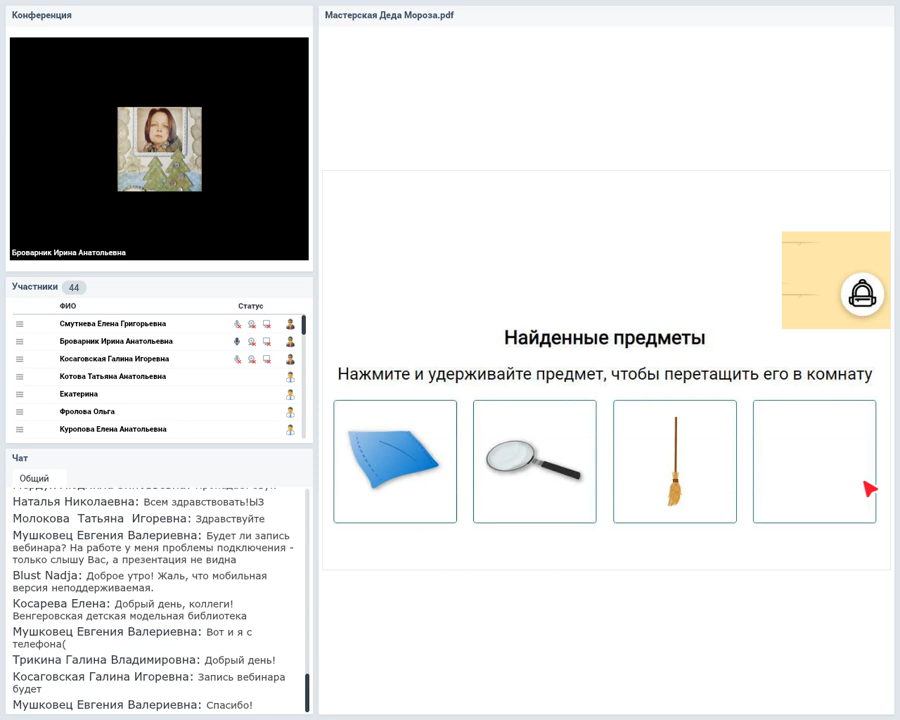 Конференция
Броварник Ирина Анатольевна
Участники 44
ФИО Статус
Смутнева Елена Григорьевна
Броварник Ирина Анатольевна
Косаговская Галина Игоревна
Котова Татьяна Анатольевна
Екатерина
Фролова Ольга
Куропова Елена Анатольевна
Чат
Общий
Наталья Николаевна: Всем здравствовать!ЫЗ
Молокова Татьяна Игоревна: Здравствуйте
Мушковец Евгения Валериевна: Будет ли запись
вебинара? На работе у меня проблемы подключения -
только слышу Вас, а презентация не видна
Blust Nadja: Доброе утро! Жаль, что мобильная
версия неподдерживаемая.
Косарева Елена: Добрый день, коллеги!
Венгеровская детская модельная библиотека
Мушковец Евгения Валериевна: Вот и я с
телефона(
Трикина Галина Владимировна: Добрый день!
Косаговская Галина Игоревна: Запись вебинара
будет
Мушковец Евгения Валериевна: Спасибо!
Мастерская Деда Мороза.pdf
Найденные предметы
Нажмите и удерживайте предмет, чтобы перетащить его в комнату